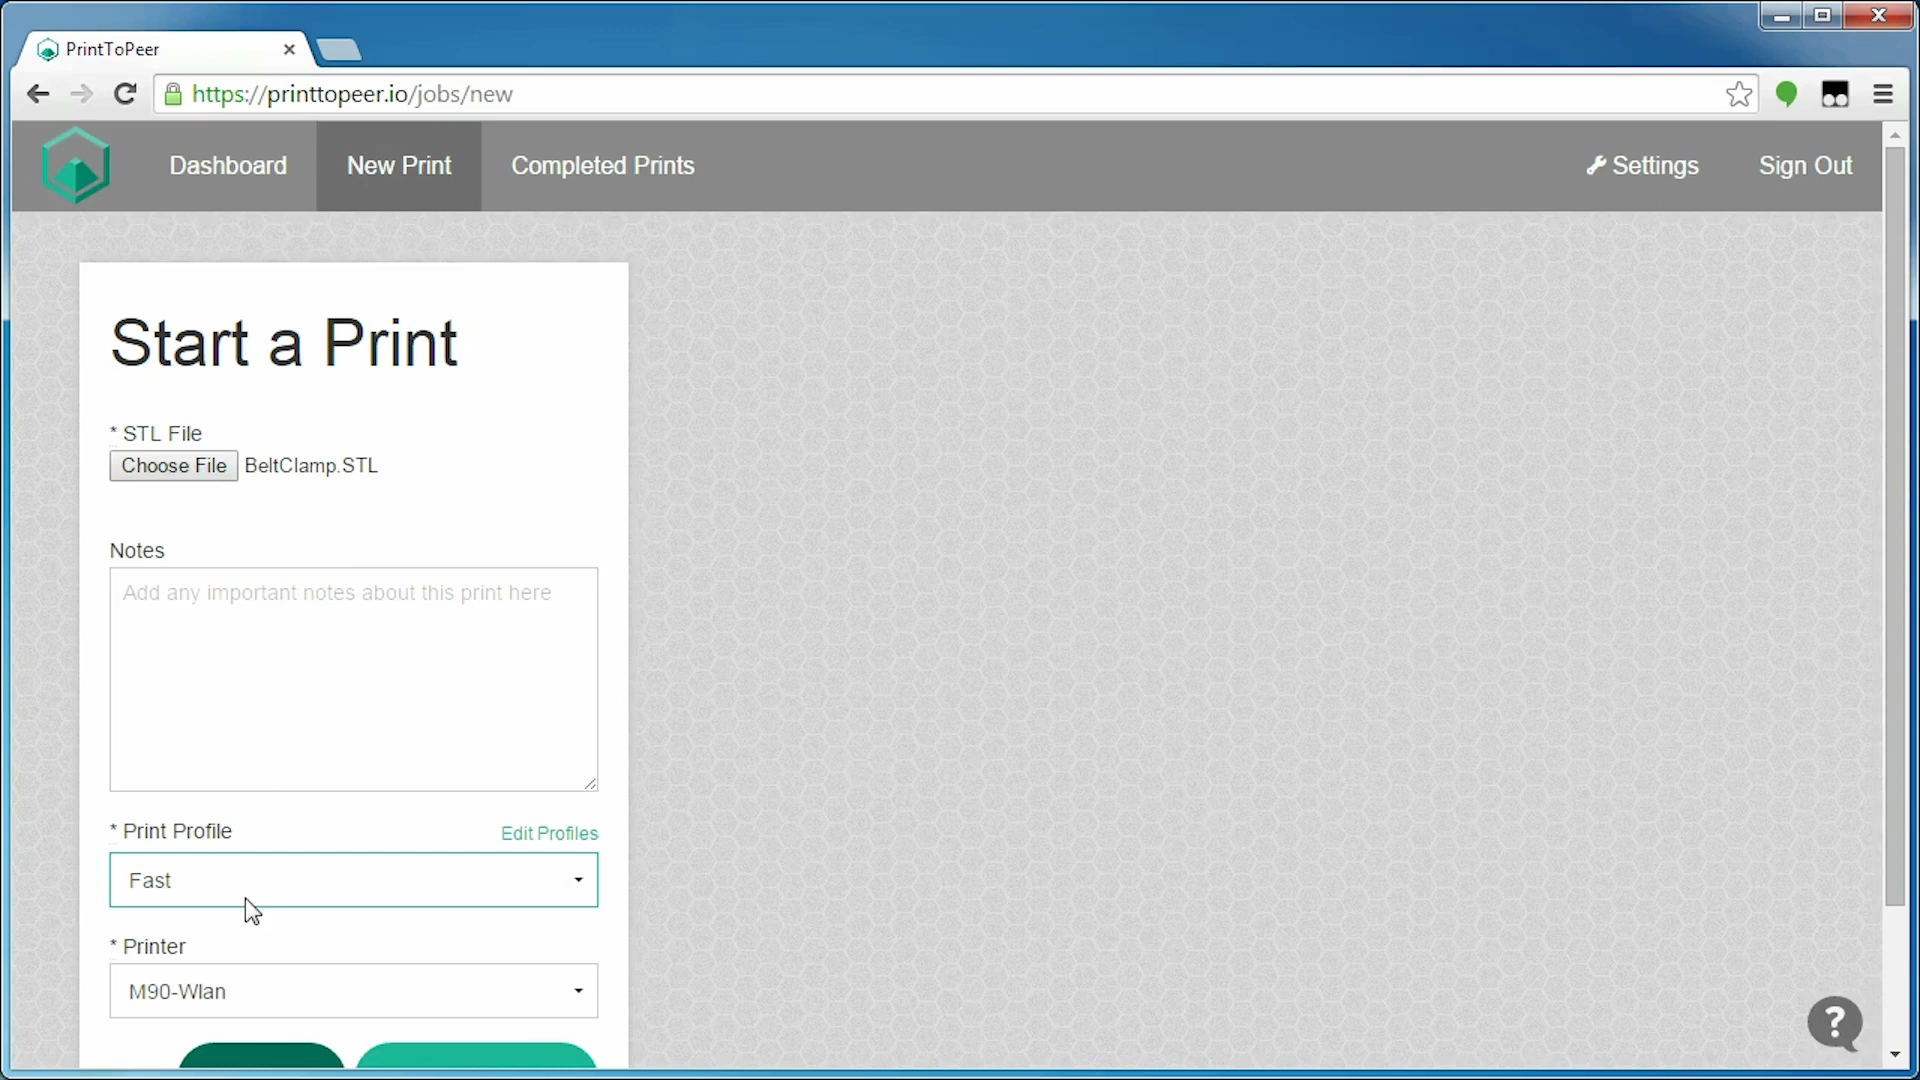 PrintToPeer
https://printtopeer.io/jobs/new
Dashboard
New Print
Completed Prints
Settings
Sign Out
Start a Print
* STL File
Choose File BeltClamp.STL
Notes
Add any important notes about this print here
* Print Profile
Edit Profiles
Fast
* Printer
M90-Wlan
?